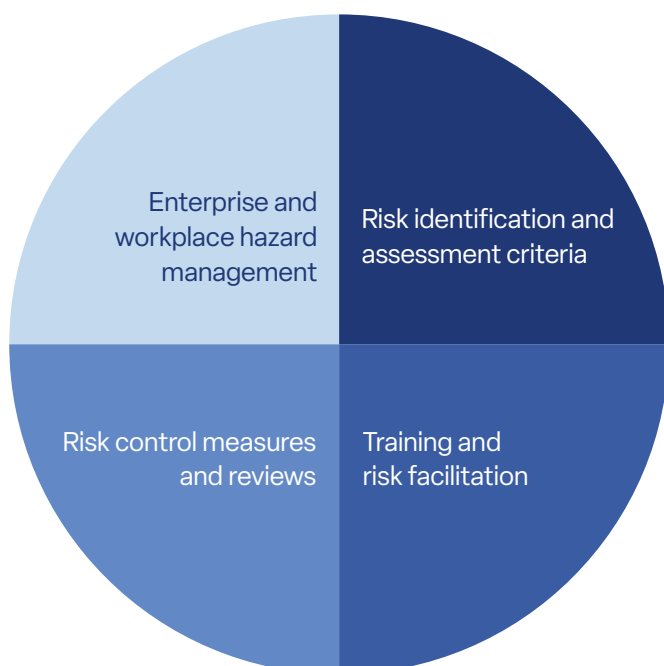 Enterprise and
workplace hazard
management
Risk identification and
assessment criteria
Risk control measures
and reviews
Training and
risk facilitation